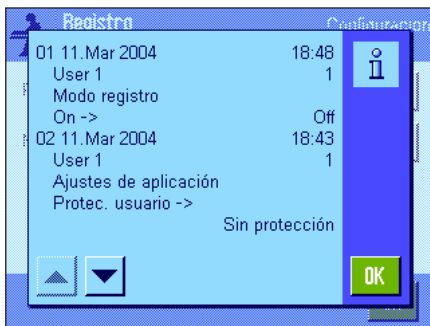 Registro
Configuración
01 11.Mar 2004 18:48
User 1 1
Modo registro
On -> Off
02 11.Mar 2004 18:43
User 1 1
Ajustes de aplicación
Protec. usuario ->
Sin protección
OK